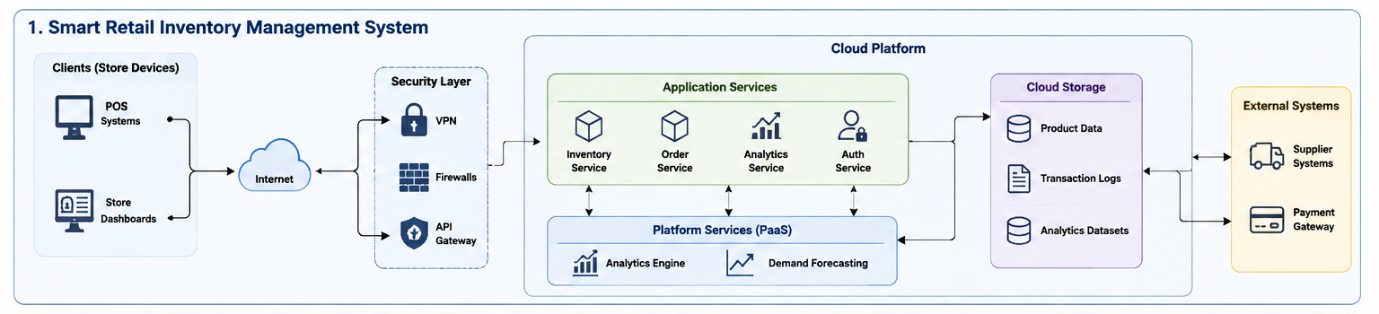 1. Smart Retail Inventory Management System
Clients (Store Devices)
POS
Systems
Store
Dashboards
Internet
Security Layer
VPN
Firewalls
API
Gateway
Cloud Platform
Application Services
Inventory
Service
Order
Service
Analytics
Service
Auth
Service
Platform Services (PaaS)
Analytics Engine
Demand Forecasting
Cloud Storage
Product Data
Transaction Logs
Analytics Datasets
External Systems
Supplier
Systems
Payment
Gateway